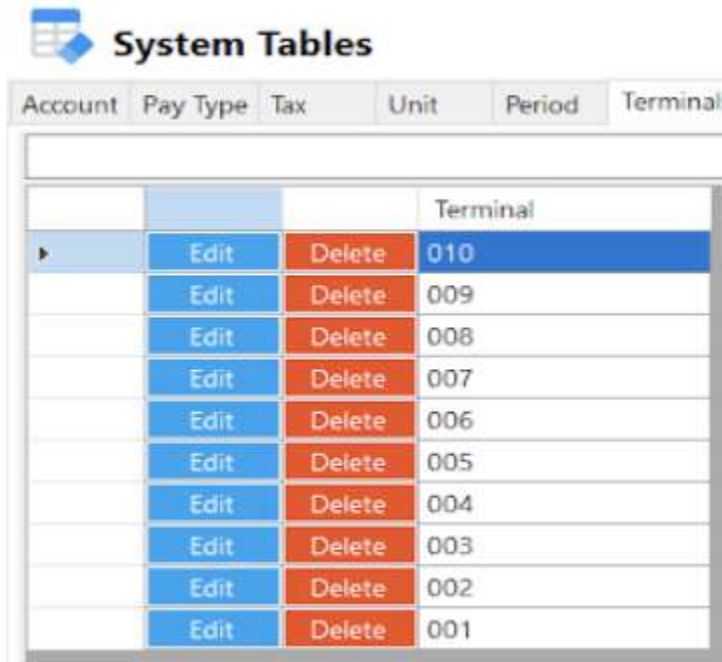 System Tables
Account Pay Type Tax Unit Period Terminal
Terminal
Edit Delete 010
Edit Delete 009
Edit Delete 008
Edit Delete 007
Edit Delete 006
Edit Delete 005
Edit Delete 004
Edit Delete 003
Edit Delete 002
Edit Delete 001